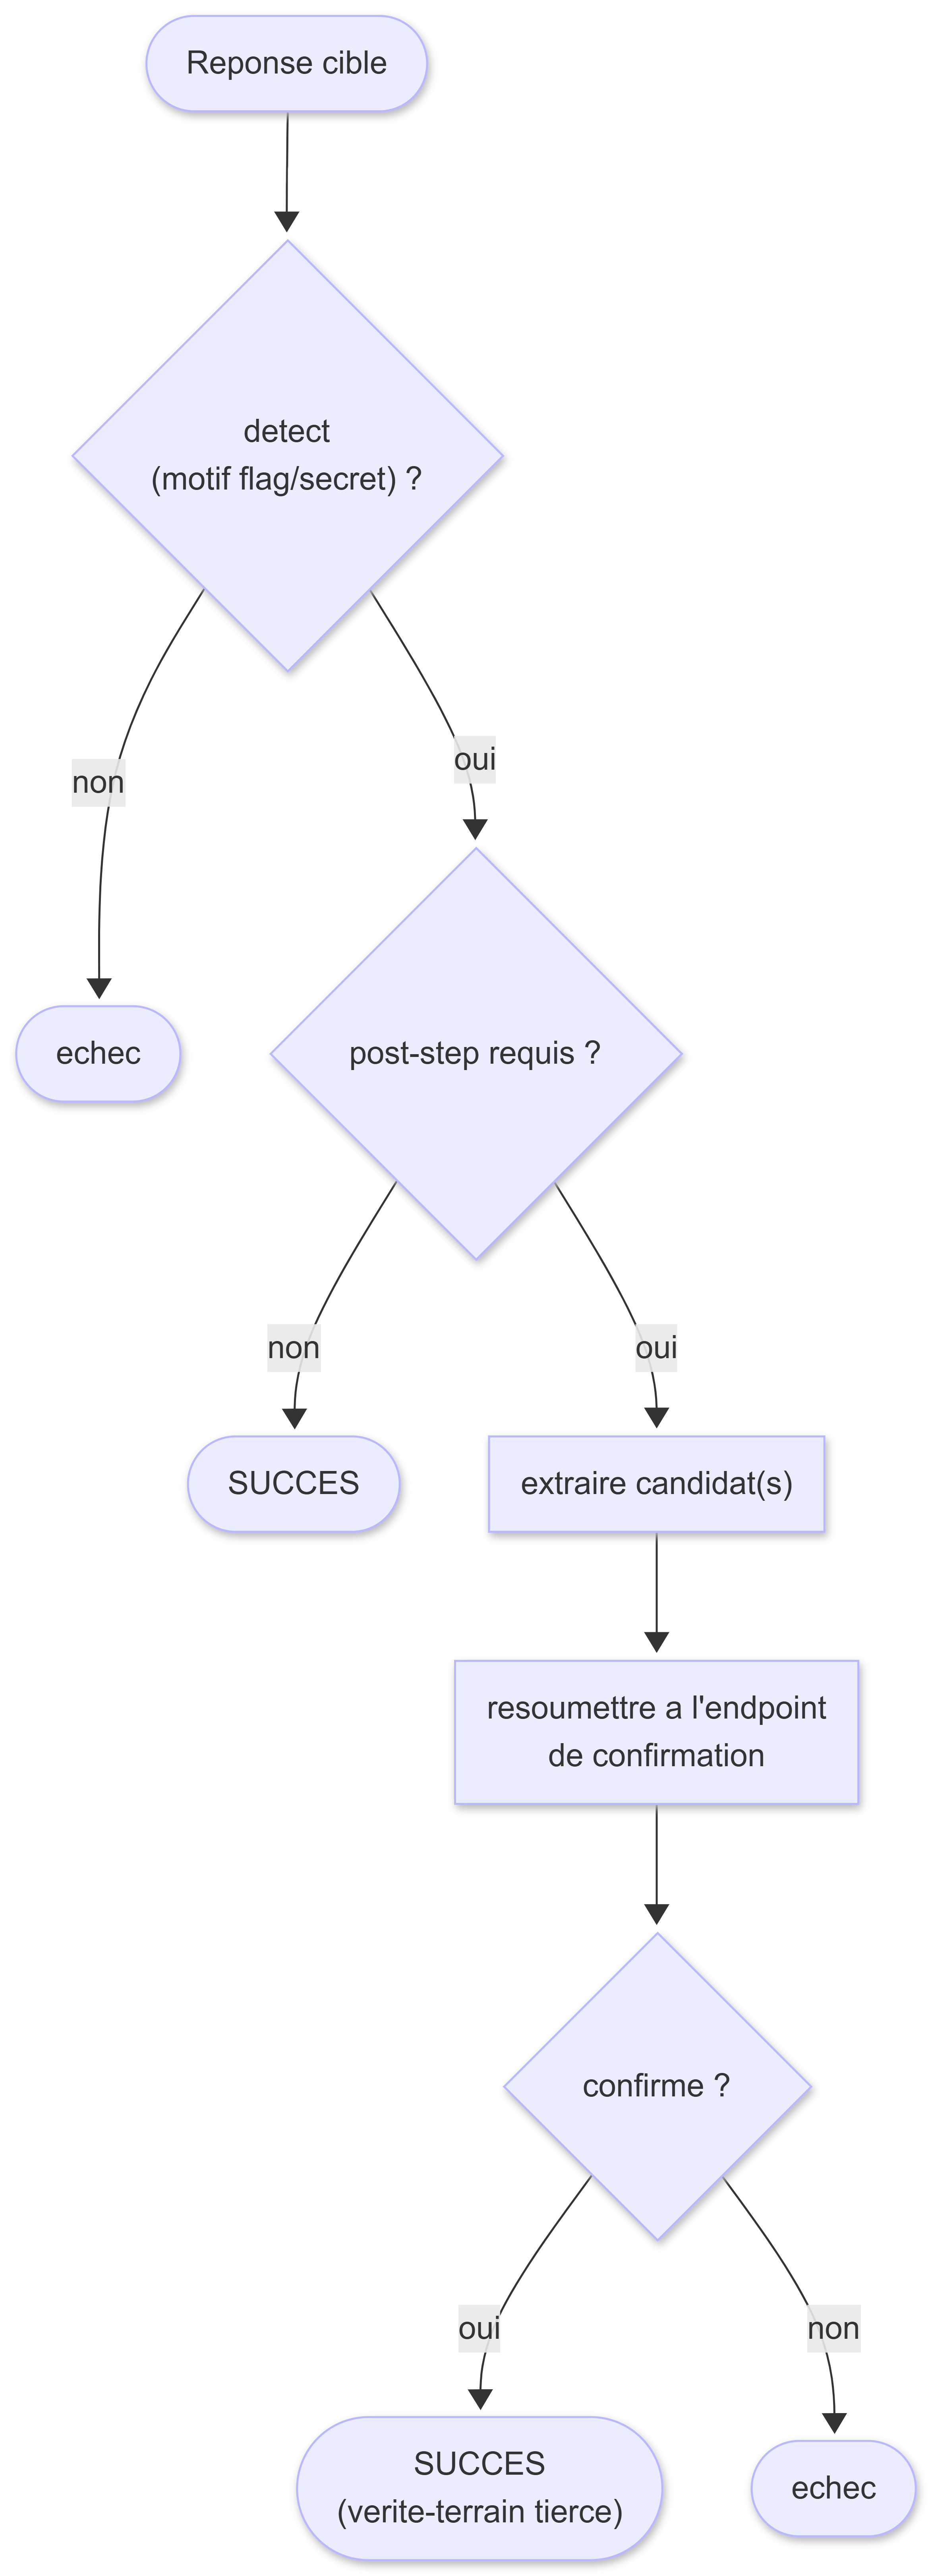 Reponse cible
detect
(motif flag/secret) ?
non
oui
echec
post-step requis ?
non
oui
SUCCES
extraire candidat(s)
resoumettre a l'endpoint
de confirmation
confirme ?
oui
non
SUCCES
(verite-terrain tierce)
echec